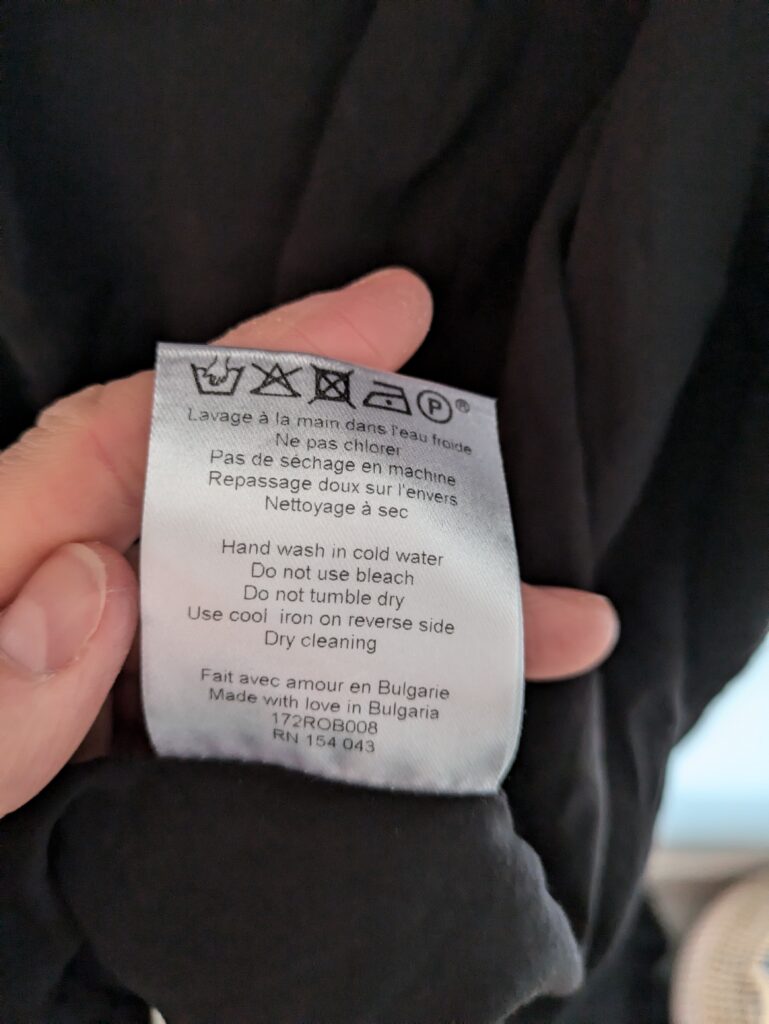 P®
Lavage à la main dans l'eau froide
Ne pas chlorer
Pas de séchage en machine
Repassage doux sur l'envers
Nettoyage à sec
Hand wash in cold water
Do not use bleach
Do not tumble dry
Use cool iron on reverse side
Dry cleaning
Fait avec amour en Bulgarie
Made with love in Bulgaria
172ROB008
RN 154 043